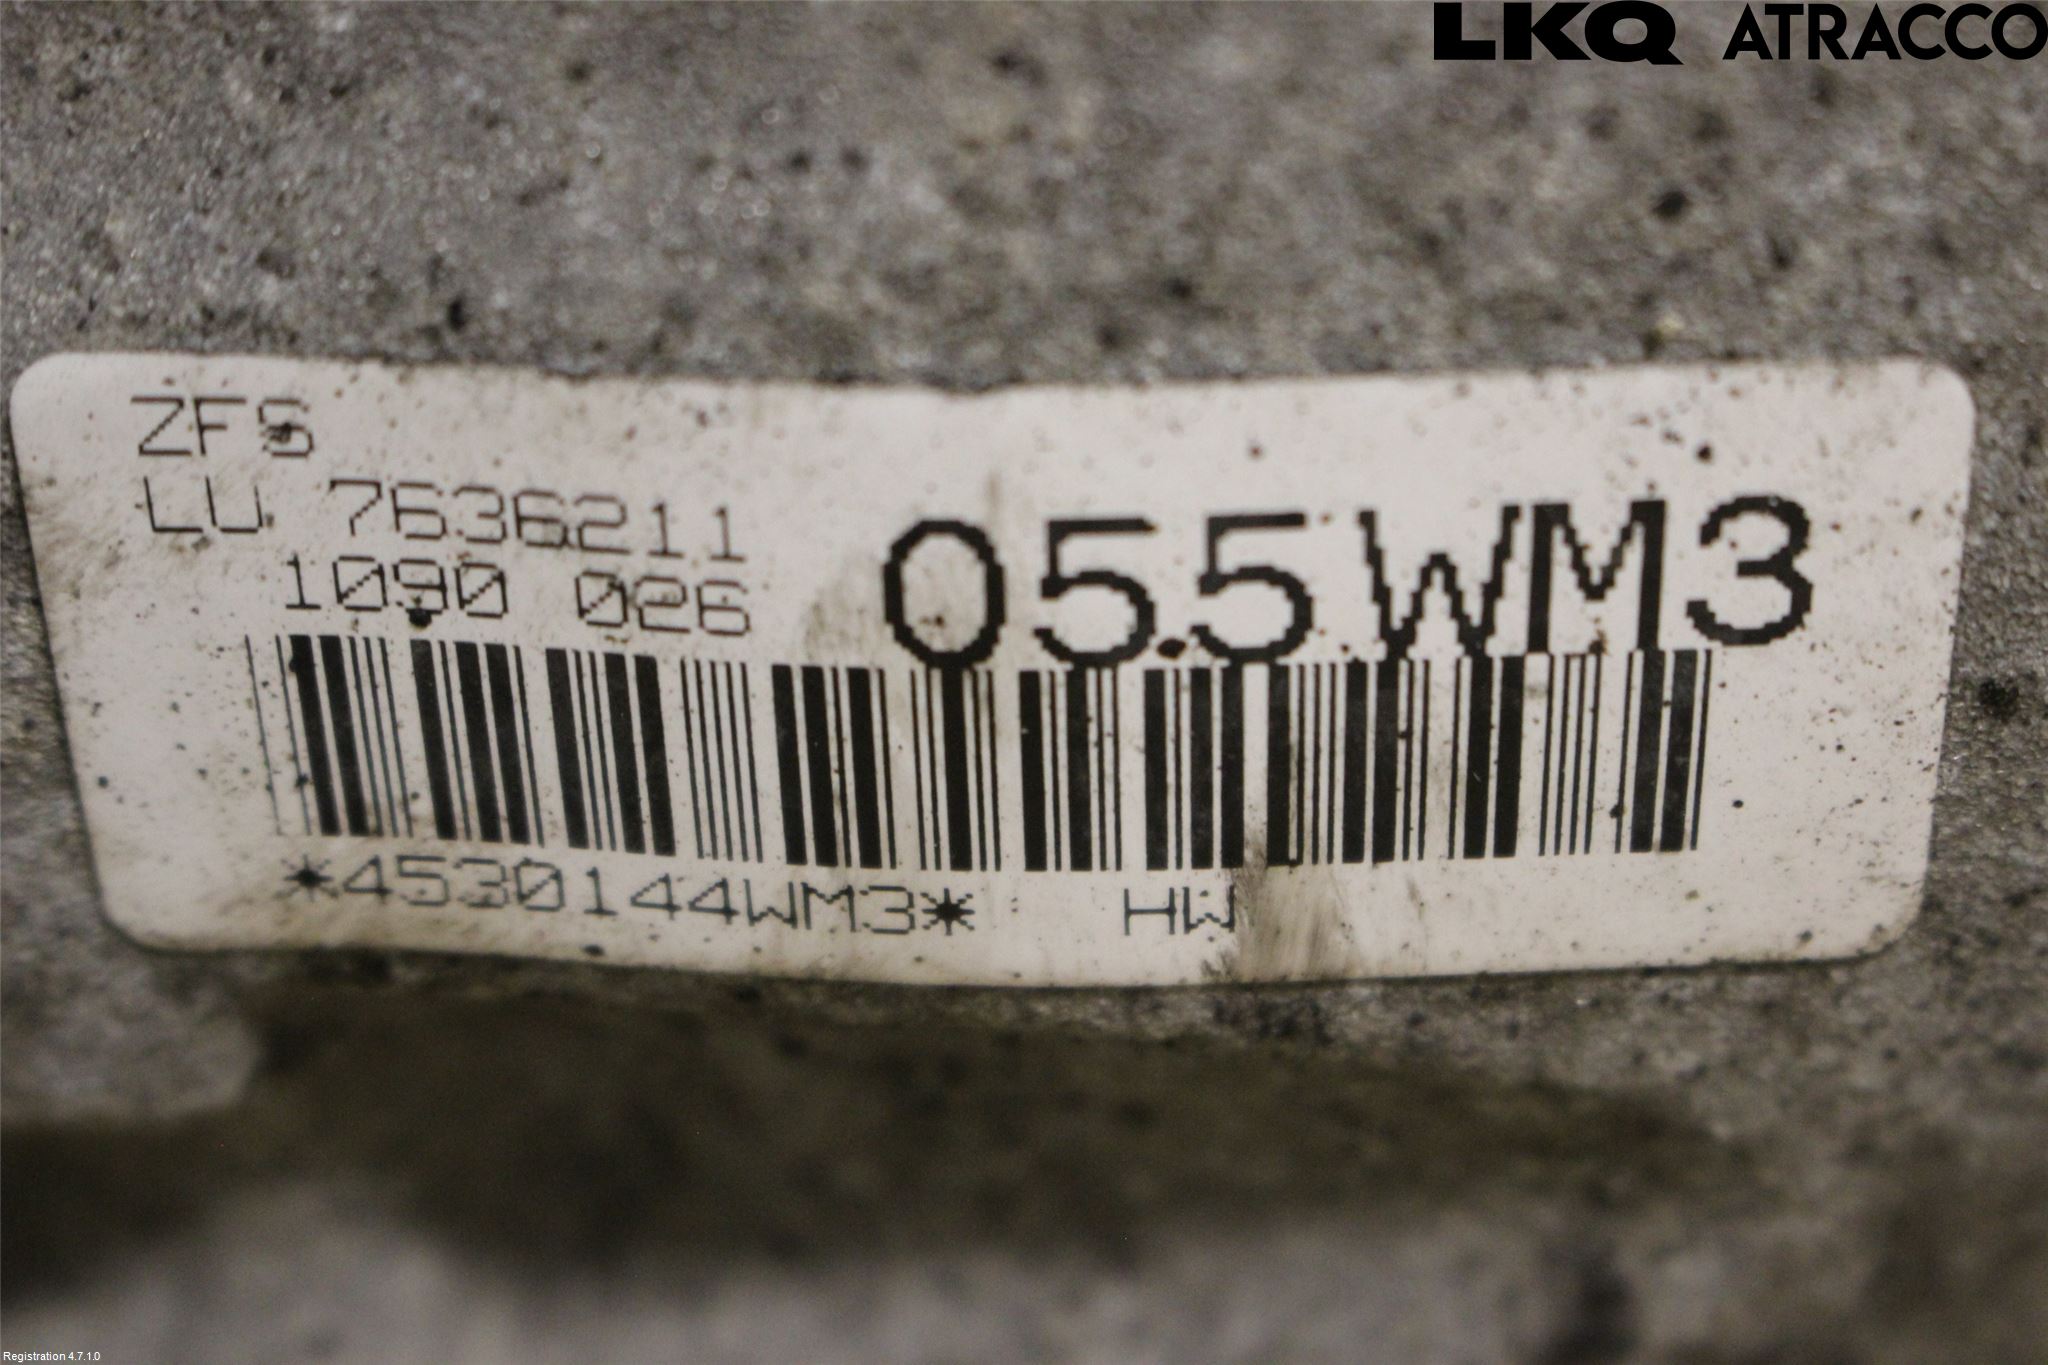 LKQ ATRACCO
ZFS
LU 7636211
1090 026
055WM3
*4530144WM3* HW
Registration 4.7.1.0